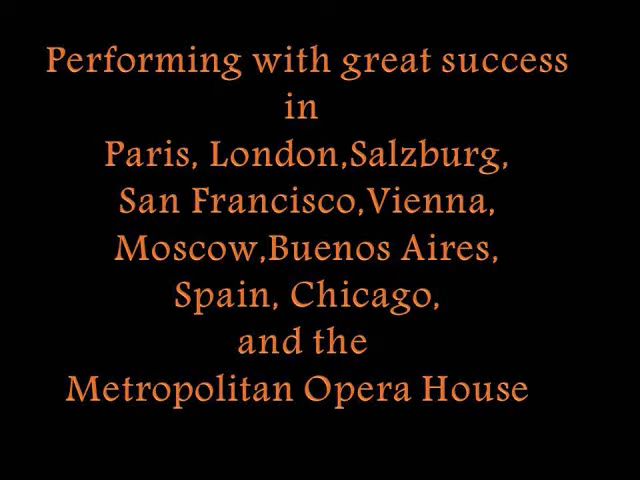 Performing with great success
in
Paris, London,Salzburg,
San Francisco,Vienna,
Moscow,Buenos Aires,
Spain, Chicago,
and the
Metropolitan Opera House